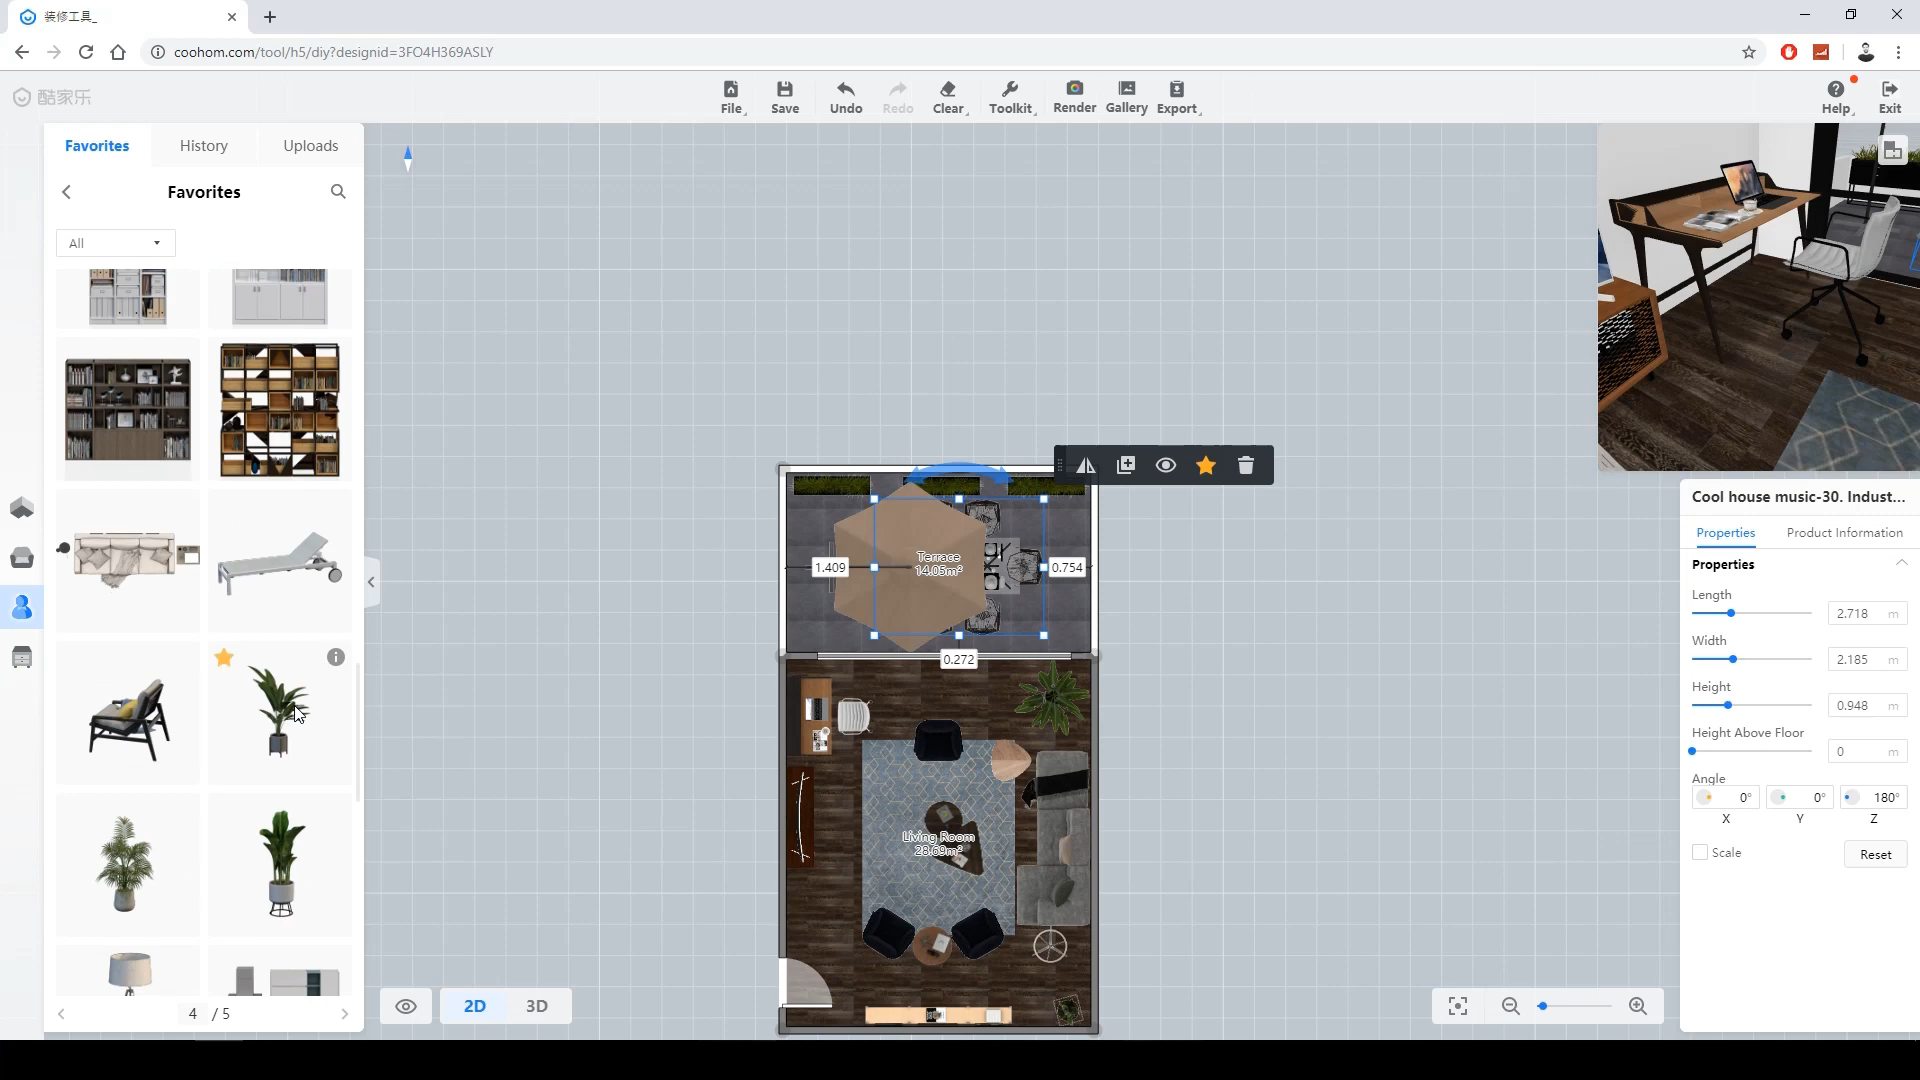 装修工具_
coohom.com/tool/h5/diy?designid=3FO4H369ASLY
酷家乐
File
Save
Undo
Redo
Clear
Toolkit
Render
Gallery
Export
Help
Exit
Favorites
History
Uploads
Favorites
All
4 / 5
1.409
Terrace
14.05m²
0.754
0.272
Living Room
28.69m²
2D
3D
Cool house music-30. Indust...
Properties
Product Information
Properties
Length
2.718 m
Width
2.185 m
Height
0.948 m
Height Above Floor
0 m
Angle
0°
0°
180°
X
Y
Z
Scale
Reset